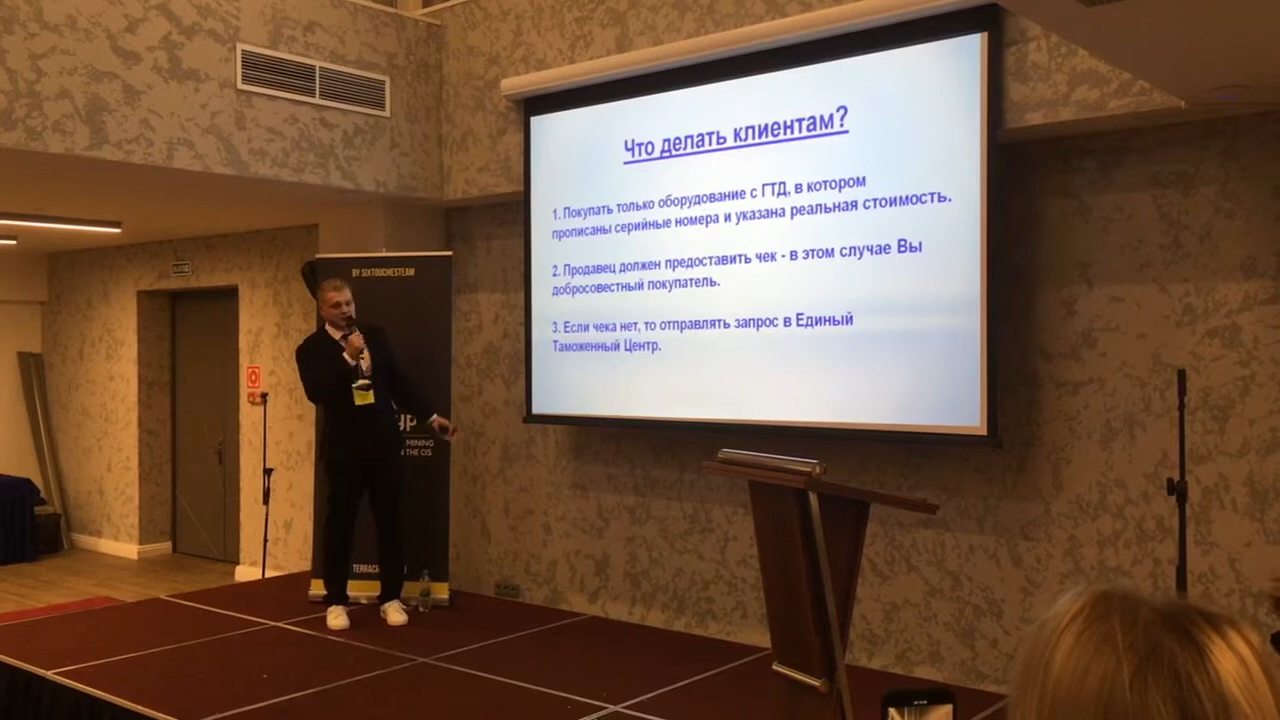 Что делать клиентам?
1. Покупать только оборудование с ГТД, в котором
прописаны серийные номера и указана реальная стоимость.
2. Продавец должен предоставить чек - в этом случае Вы
добросовестный покупатель.
3. Если чека нет, то отправлять запрос в Единый
Таможенный Центр.
BY SIXTOUCHESTEAM
MINING
THE CIS